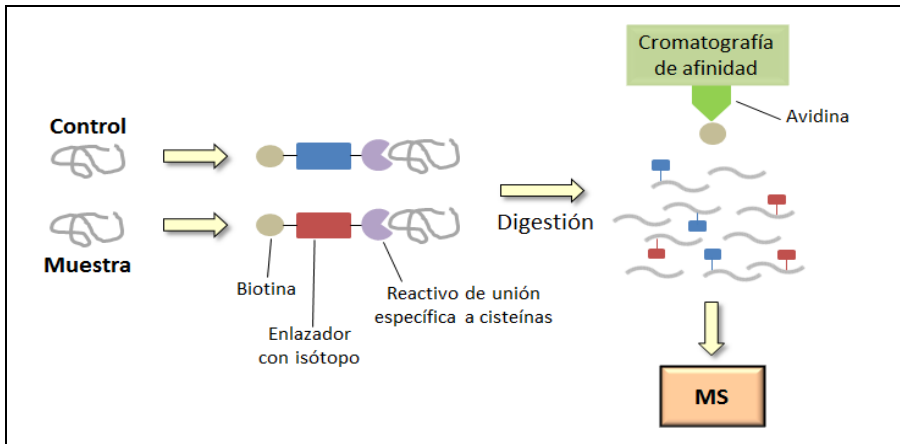 Cromatografía
de afinidad
Avidina
Control
Muestra
Biotina
Enlazador
con isótopo
Reactivo de unión
específica a cisteínas
Digestión
MS